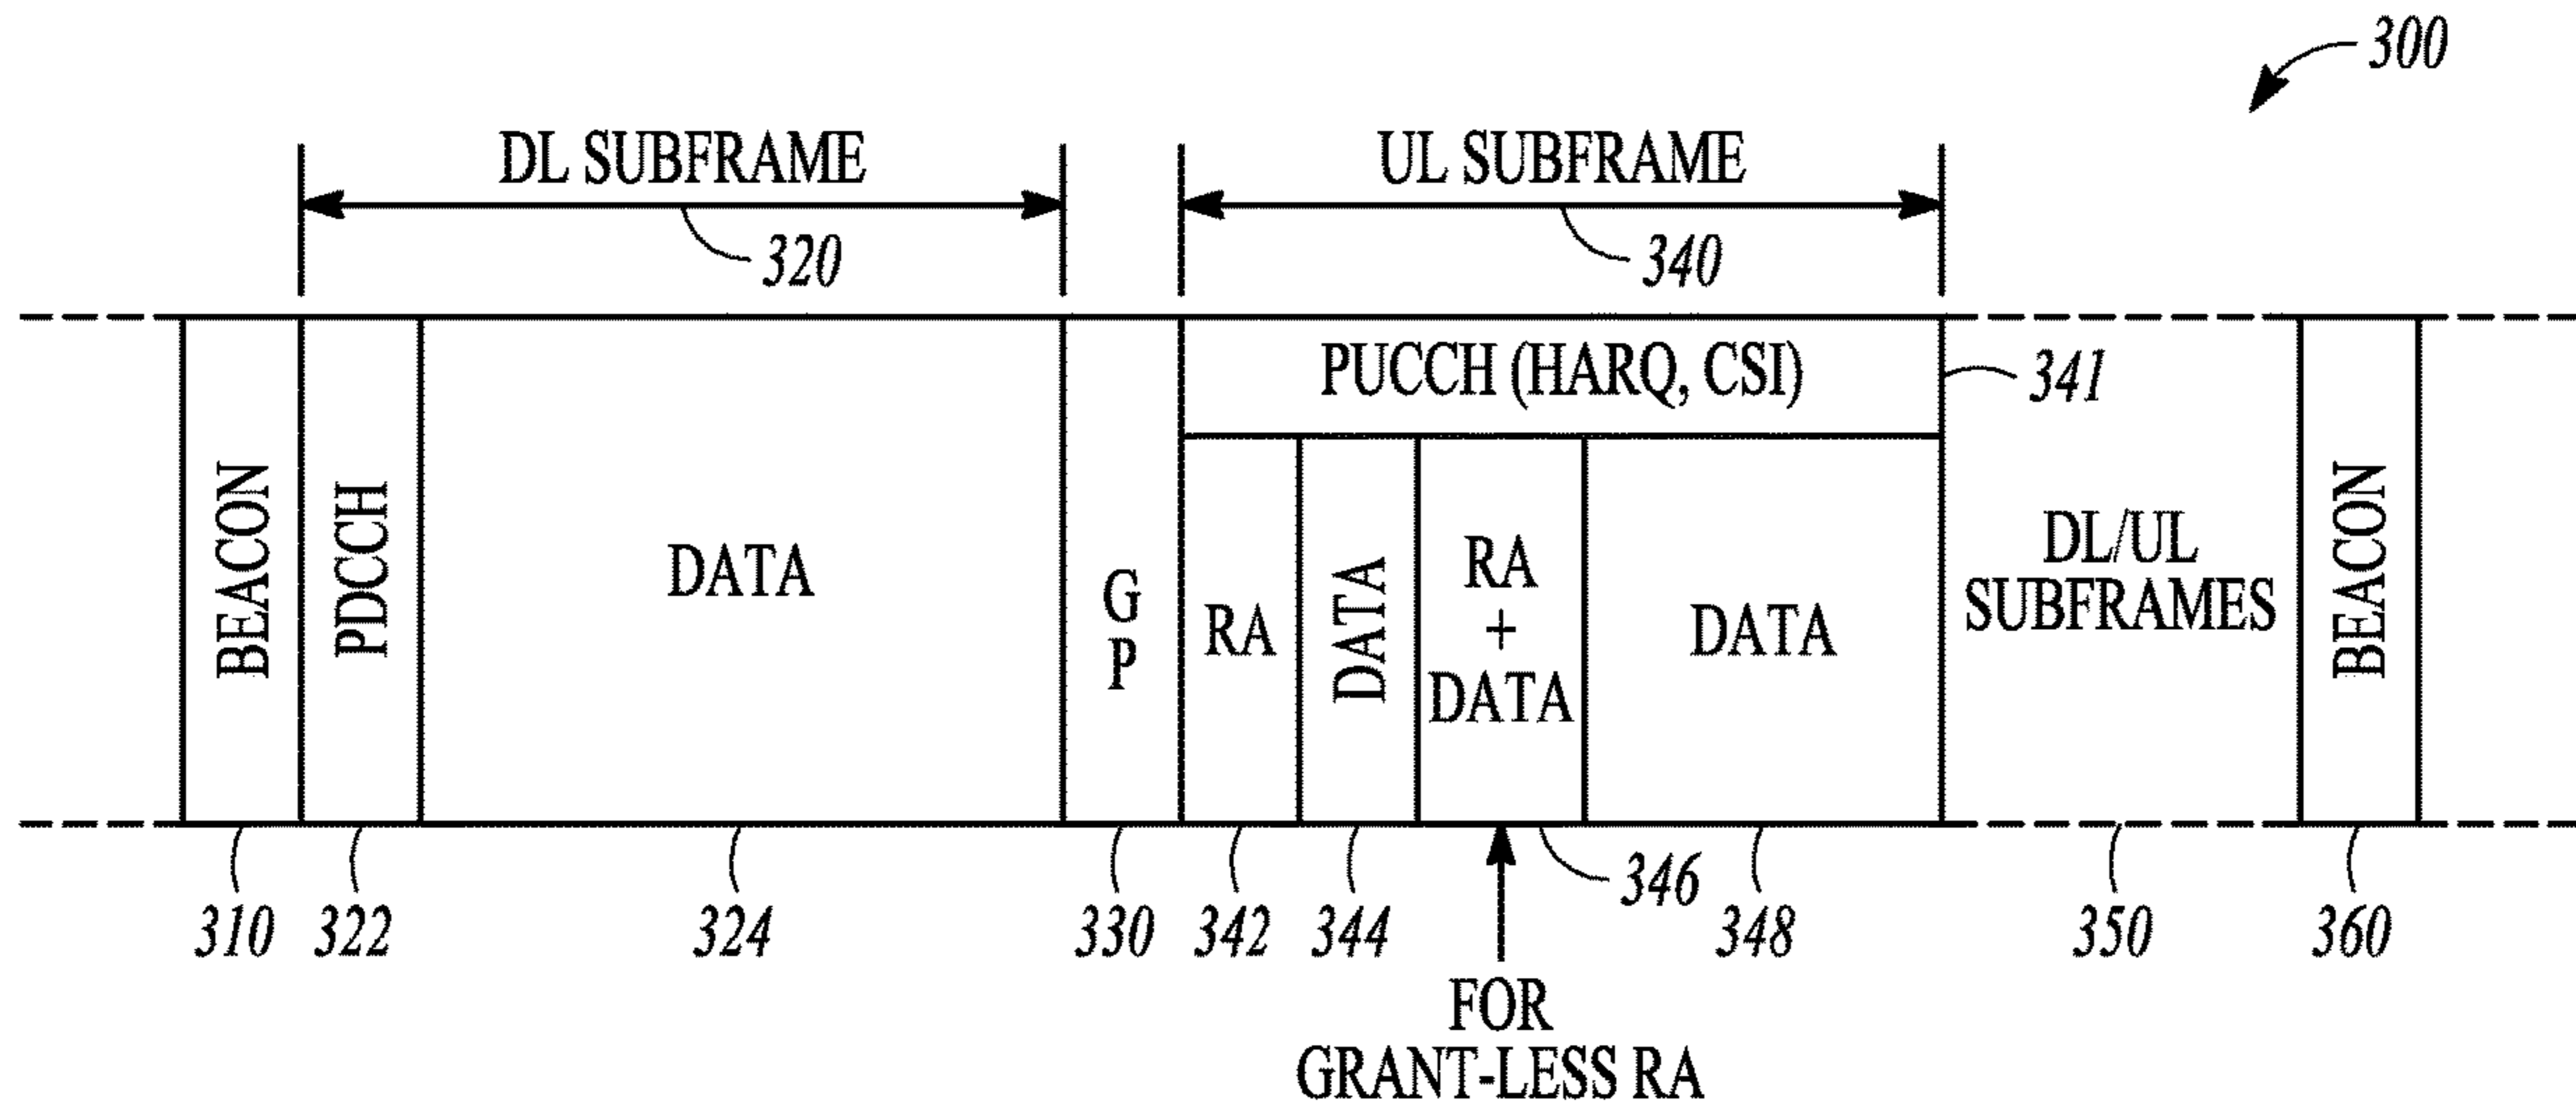 300
DL SUBFRAME
UL SUBFRAME
320
340
PUCCH (HARQ, CSI)
341
BEACON
PDCCH
DATA
G
P
RA
DATA
RA
+
DATA
DATA
DL/UL
SUBFRAMES
BEACON
310
322
324
330
342
344
346
348
350
360
FOR
GRANT-LESS RA